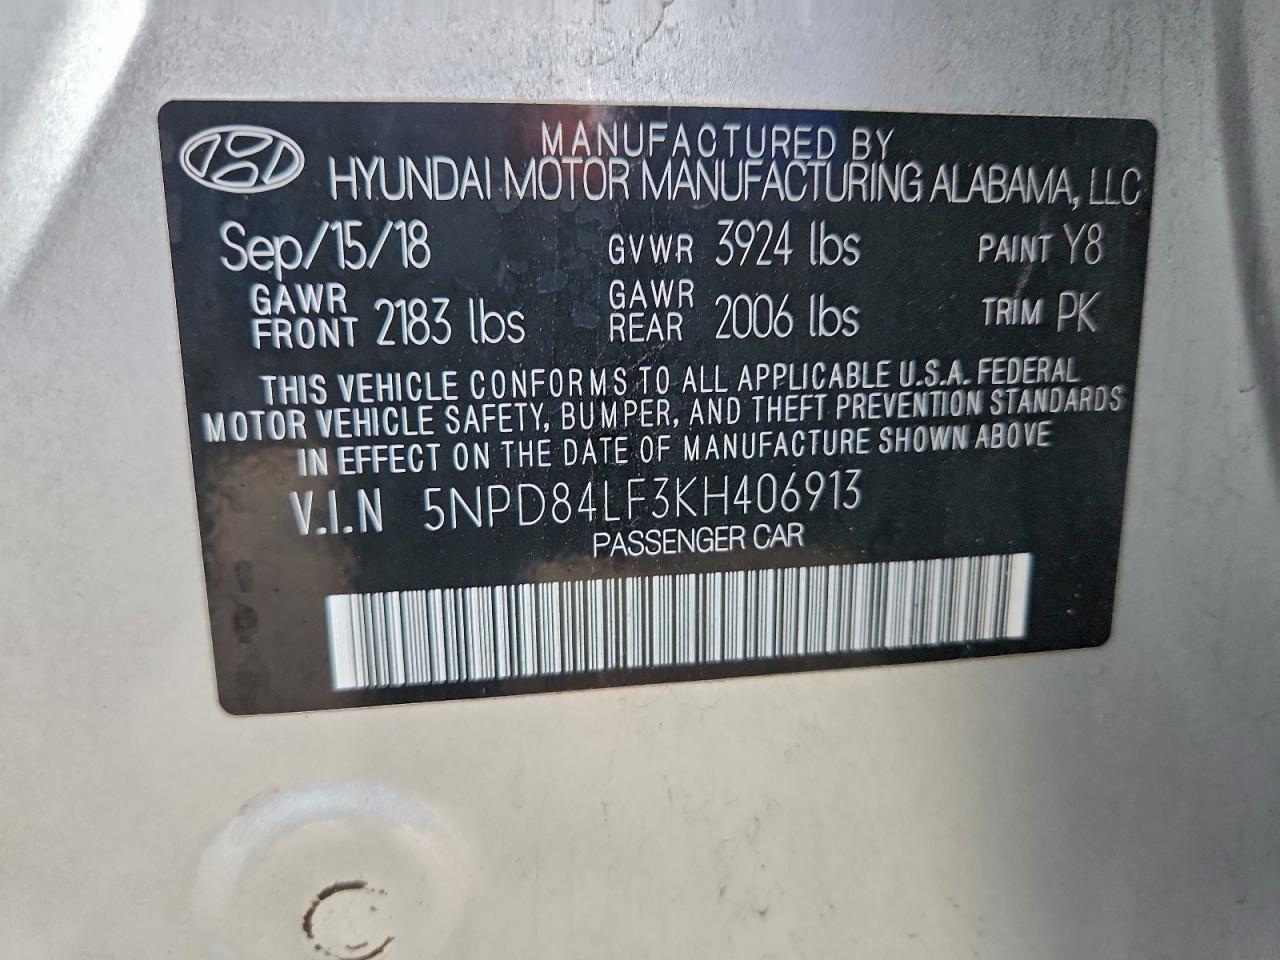 MANUFACTURED BY
HYUNDAI MOTOR MANUFACTURING ALABAMA, LLC
Sep/15/18 GVWR 3924 lbs PAINT Y8
GAWR FRONT 2183 lbs GAWR REAR 2006 lbs TRIM PK
THIS VEHICLE CONFORMS TO ALL APPLICABLE U.S.A. FEDERAL
MOTOR VEHICLE SAFETY, BUMPER, AND THEFT PREVENTION STANDARDS
IN EFFECT ON THE DATE OF MANUFACTURE SHOWN ABOVE
V.I.N 5NPD84LF3KH406913
PASSENGER CAR